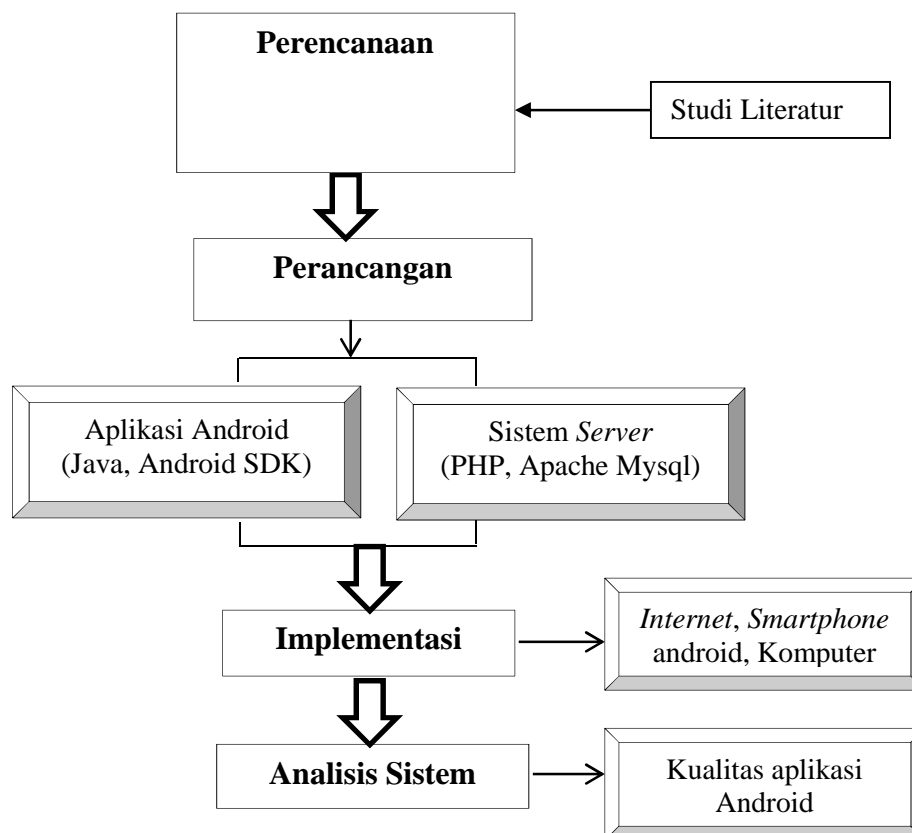 Perencanaan
Studi Literatur
Perancangan
Aplikasi Android
(Java, Android SDK)
Sistem Server
(PHP, Apache Mysql)
Implementasi
Internet, Smartphone
android, Komputer
Analisis Sistem
Kualitas aplikasi
Android